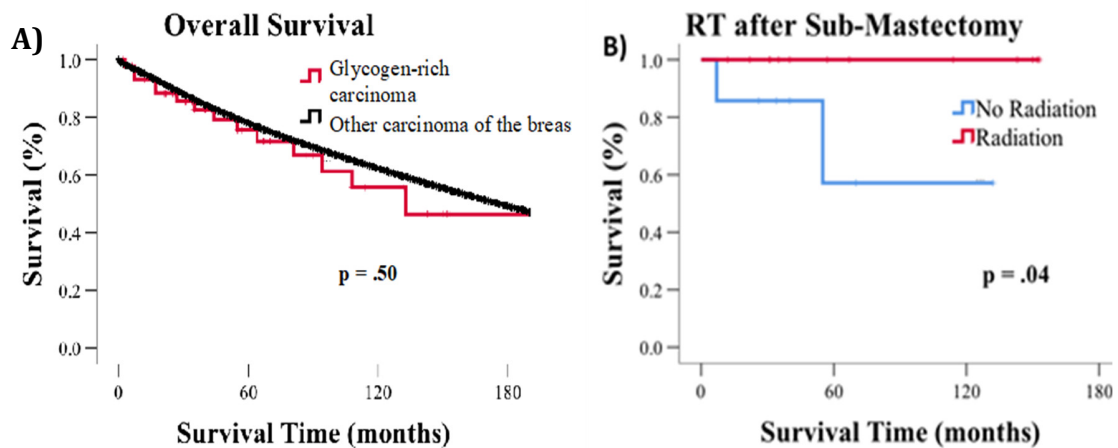 A)
Overall Survival
Survival (%)
1.0
0.8
0.6
0.4
0.2
0.0
Glycogen-rich
carcinoma
Other carcinoma of the breas
p = .50
0
60
120
180
Survival Time (months)
B)
RT after Sub-Mastectomy
Survival (%)
1.0
0.8
0.6
0.4
0.2
0.0
No Radiation
Radiation
p = .04
0
60
120
180
Survival Time (months)